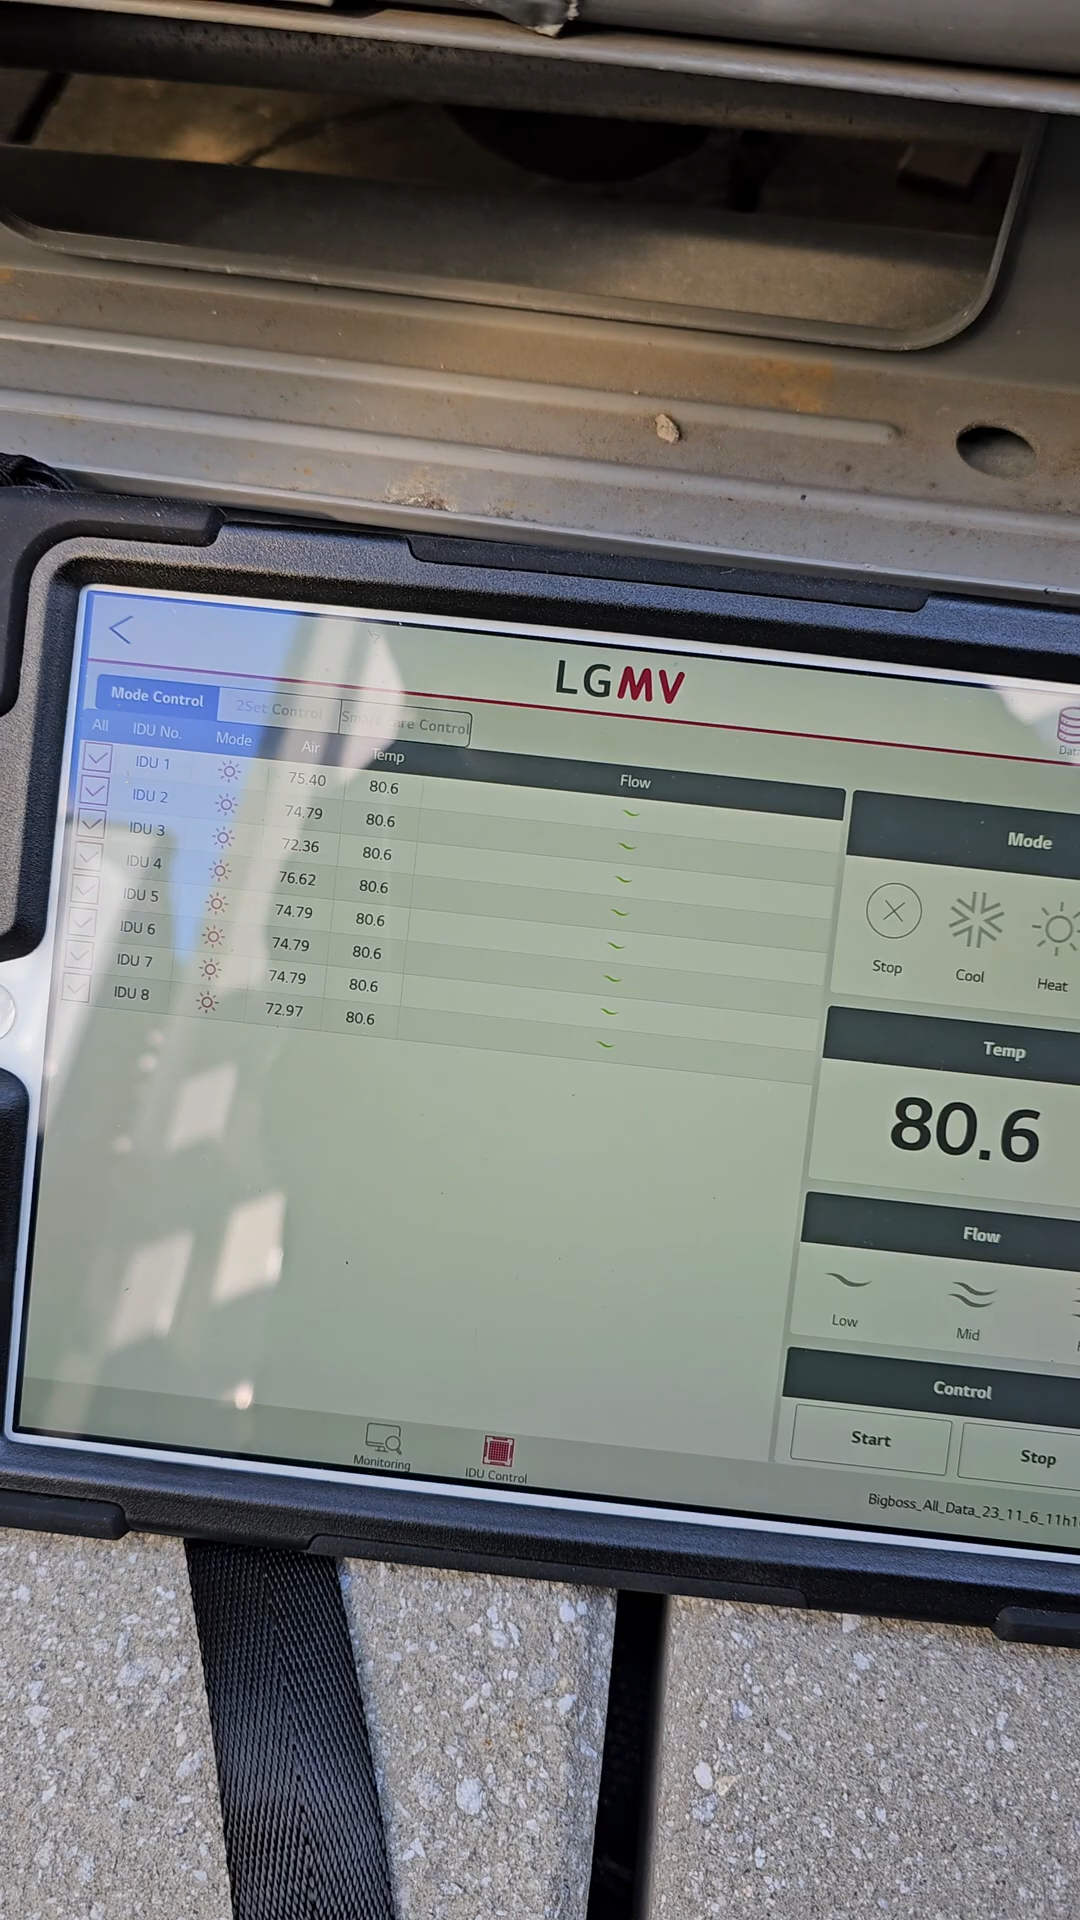 LGMV
Dat
Mode Control 2Set Control Smart Care Control
All IDU No. Mode Air Temp Flow
IDU 1 75.40 80.6
IDU 2 74.79 80.6
IDU 3 72.36 80.6
IDU 4 76.62 80.6
IDU 5 74.79 80.6
IDU 6 74.79 80.6
IDU 7 74.79 80.6
IDU 8 72.97 80.6
Mode
Stop Cool Heat
Temp
80.6
Flow
Low Mid
Control
Start Stop
Monitoring IDU Control
Bigboss_All_Data_23_11_6_11h1